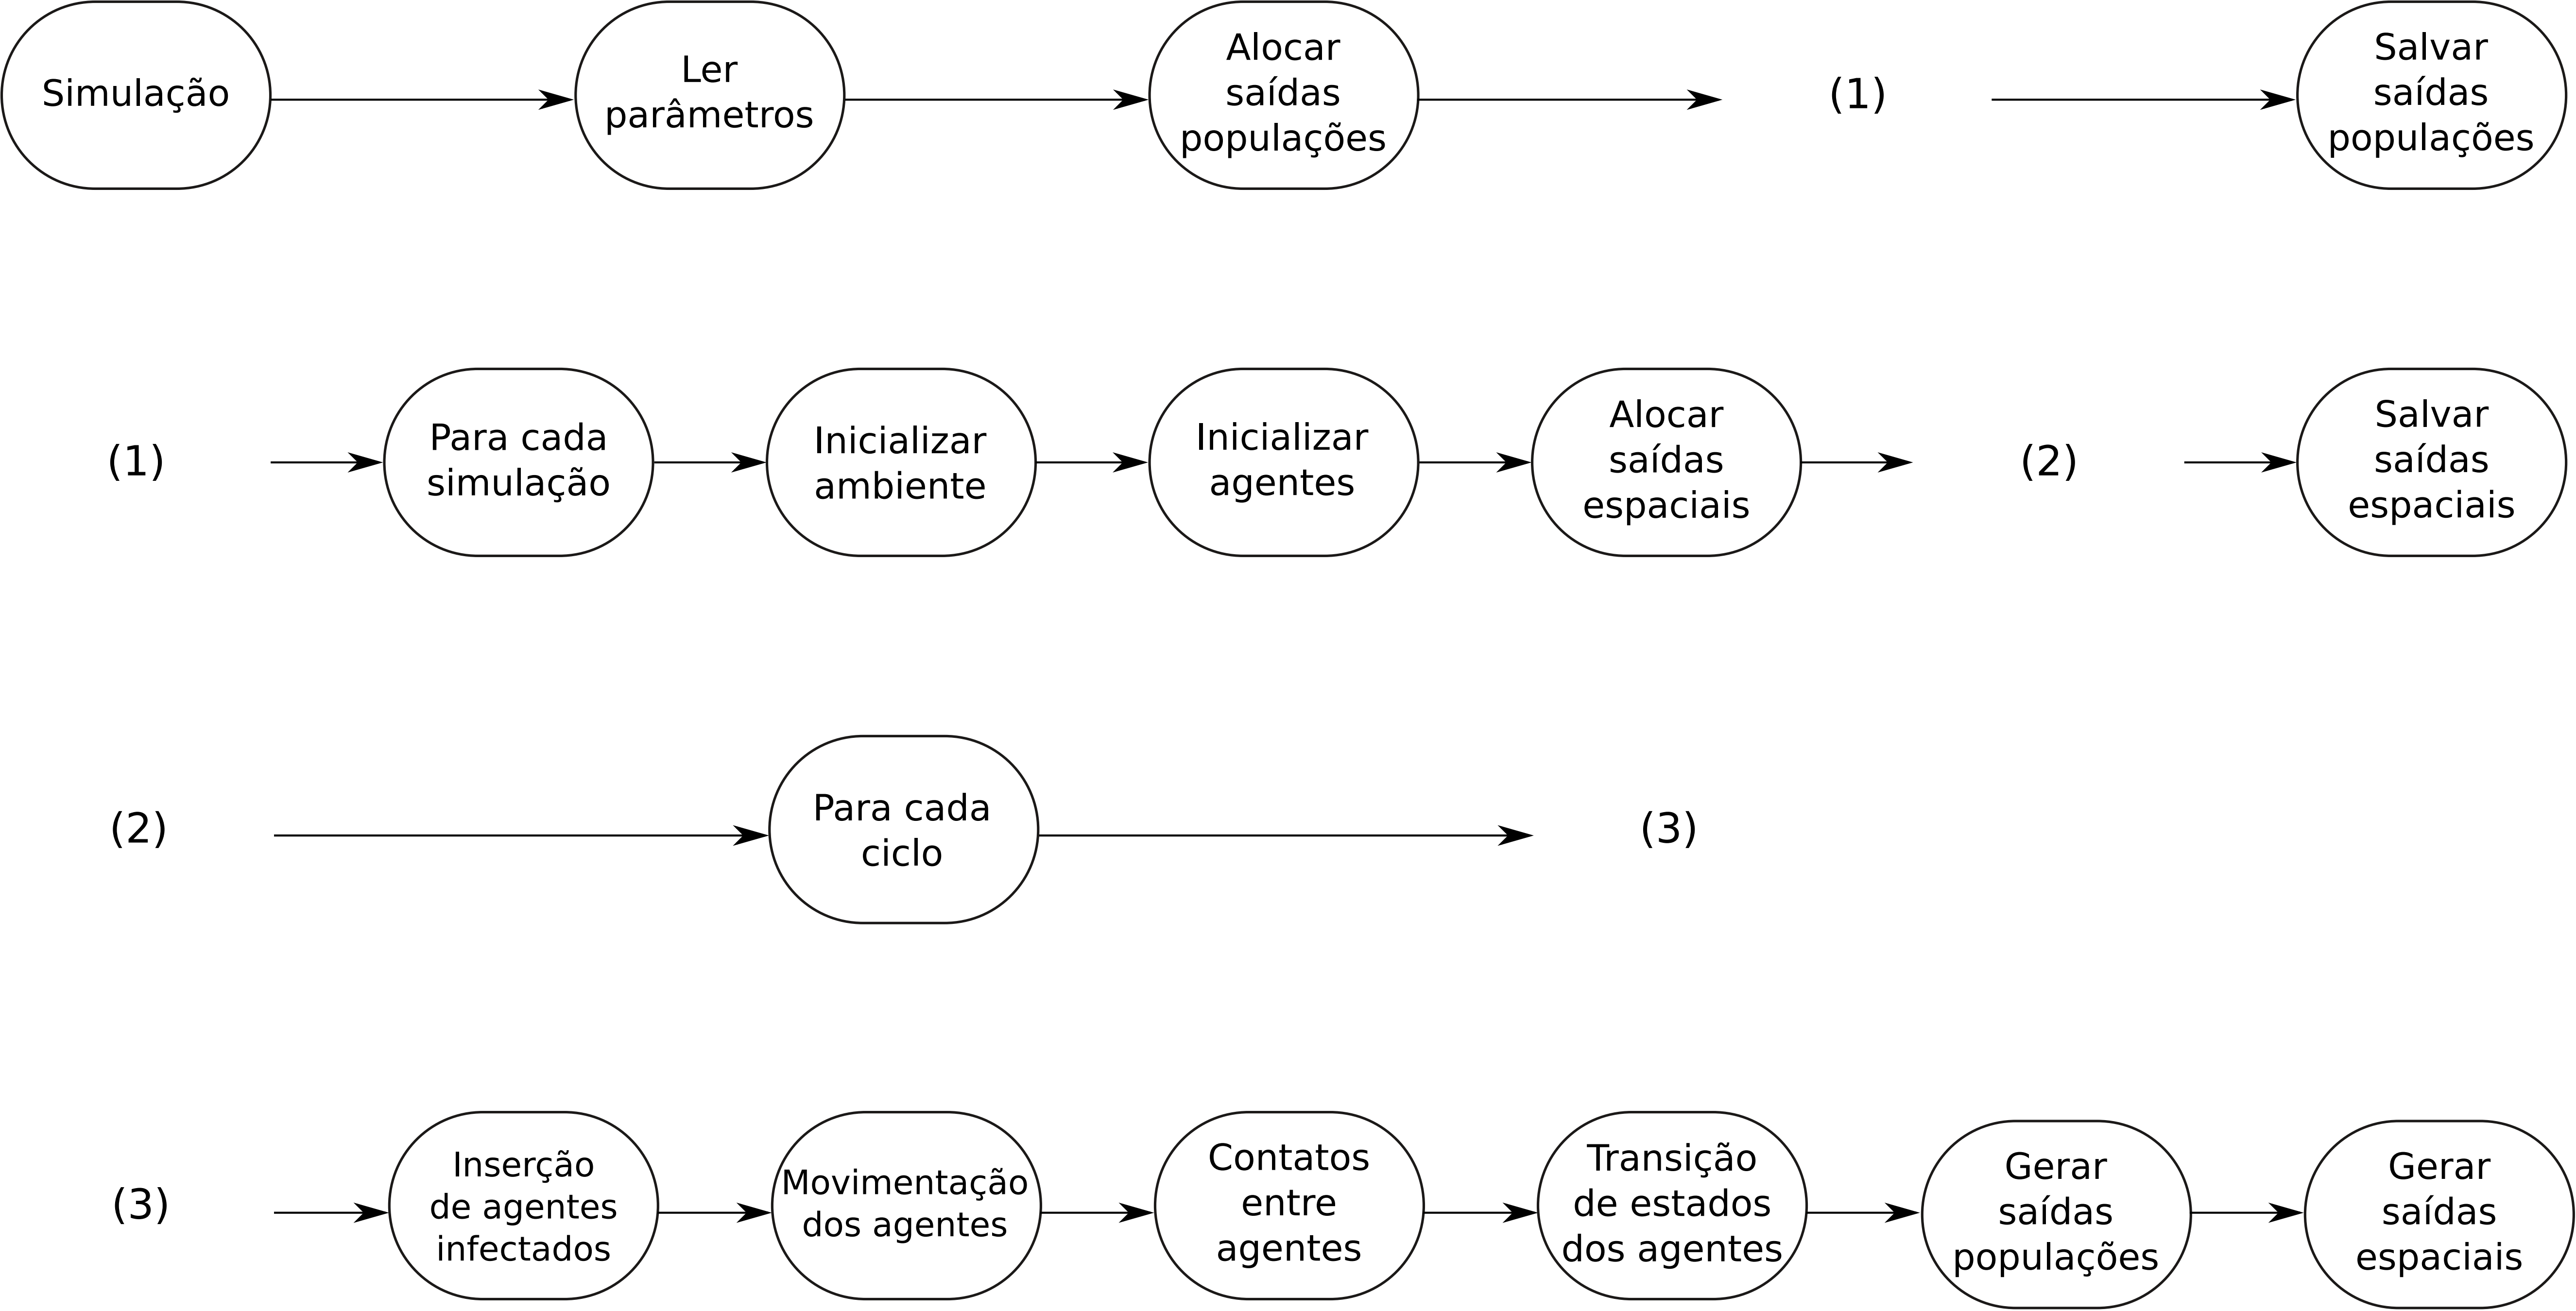 Simulação
Ler
parâmetros
Alocar
saídas
populações
(1)
Salvar
saídas
populações
(1)
Para cada
simulação
Inicializar
ambiente
Inicializar
agentes
Alocar
saídas
espaciais
(2)
Salvar
saídas
espaciais
(2)
Para cada
ciclo
(3)
(3)
Inserção
de agentes
infectados
Movimentação
dos agentes
Contatos
entre
agentes
Transição
de estados
dos agentes
Gerar
saídas
populações
Gerar
saídas
espaciais